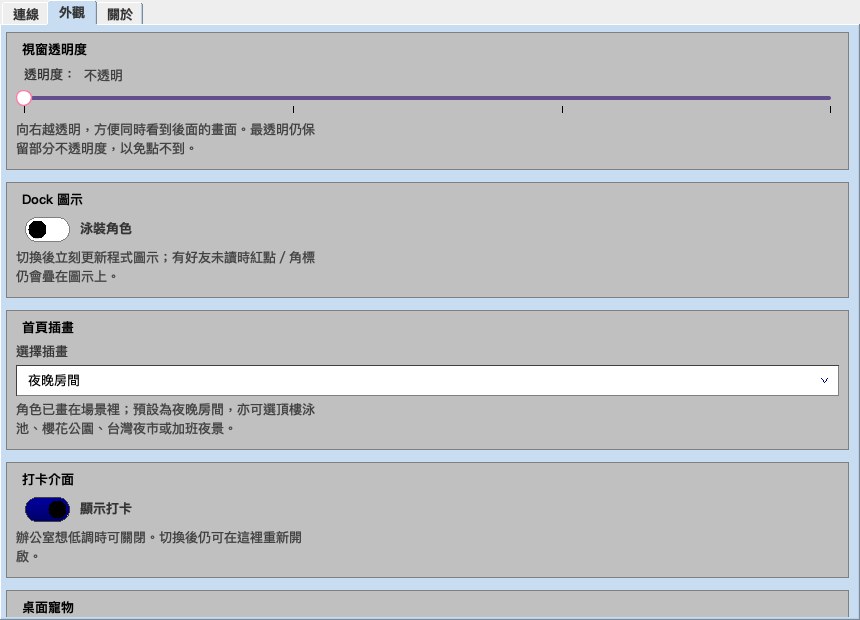 連線 外觀 關於
視窗透明度
透明度： 不透明
向右越透明，方便同時看到後面的畫面。最透明仍保
留部分不透明度，以免點不到。
Dock 圖示
泳裝角色
切換後立刻更新程式圖示；有好友未讀時紅點 / 角標
仍會疊在圖示上。
首頁插畫
選擇插畫
夜晚房間
角色已畫在場景裡；預設為夜晚房間，亦可選頂樓泳
池、櫻花公園、台灣夜市或加班夜景。
打卡介面
顯示打卡
辦公室想低調時可關閉。切換後仍可在這裡重新開
啟。
桌面寵物